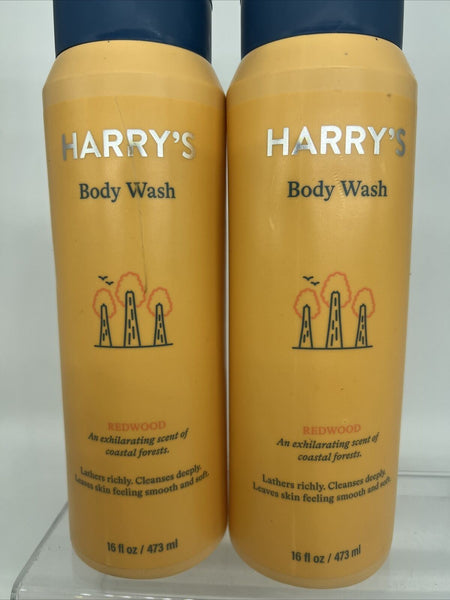 HARRY'S
Body Wash
REDWOOD
An exhilarating scent of
coastal forests.
Lathers richly. Cleanses deeply.
Leaves skin feeling smooth and soft.
16 fl oz / 473 ml
HARRY'S
Body Wash
REDWOOD
An exhilarating scent of
coastal forests.
Lathers richly. Cleanses deeply.
Leaves skin feeling smooth and soft.
16 fl oz / 473 ml